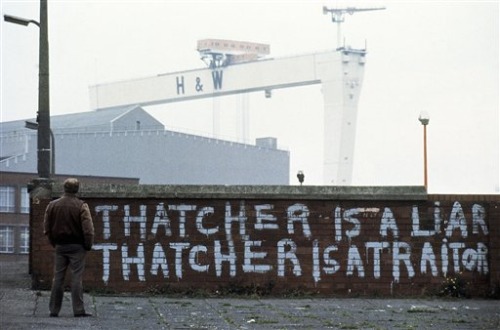 H & W
THATCHER IS A LIAR
THATCHER IS A TRAITOR